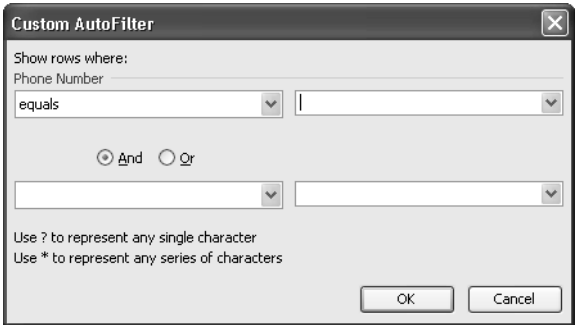 Custom AutoFilter
Show rows where:
Phone Number
equals
And Or
Use ? to represent any single character
Use * to represent any series of characters
OK Cancel